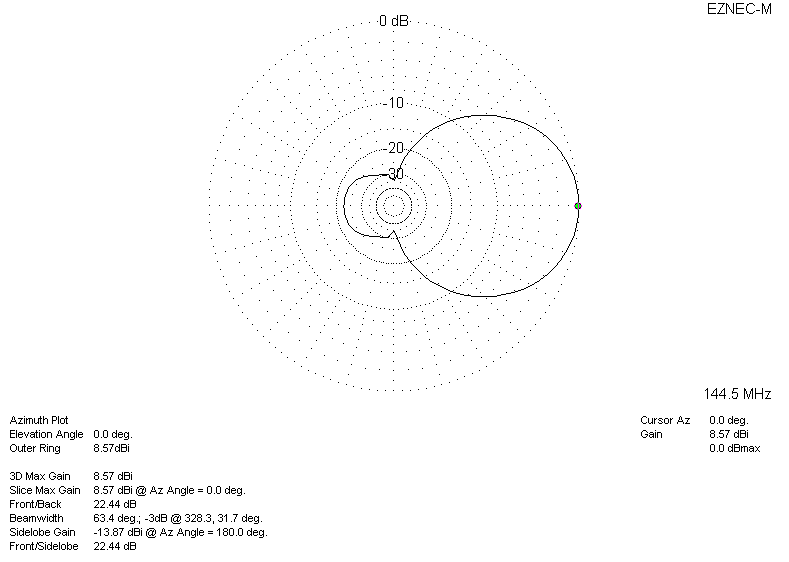 EZNEC-M
0 dB
-10
-20
-30
144.5 MHz
Azimuth Plot
Elevation Angle 0.0 deg.
Outer Ring 8.57dBi
3D Max Gain 8.57 dBi
Slice Max Gain 8.57 dBi @ Az Angle = 0.0 deg.
Front/Back 22.44 dB
Beamwidth 63.4 deg.; -3dB @ 328.3, 31.7 deg.
Sidelobe Gain -13.87 dBi @ Az Angle = 180.0 deg.
Front/Sidelobe 22.44 dB
Cursor Az 0.0 deg.
Gain 8.57 dBi
0.0 dBmax